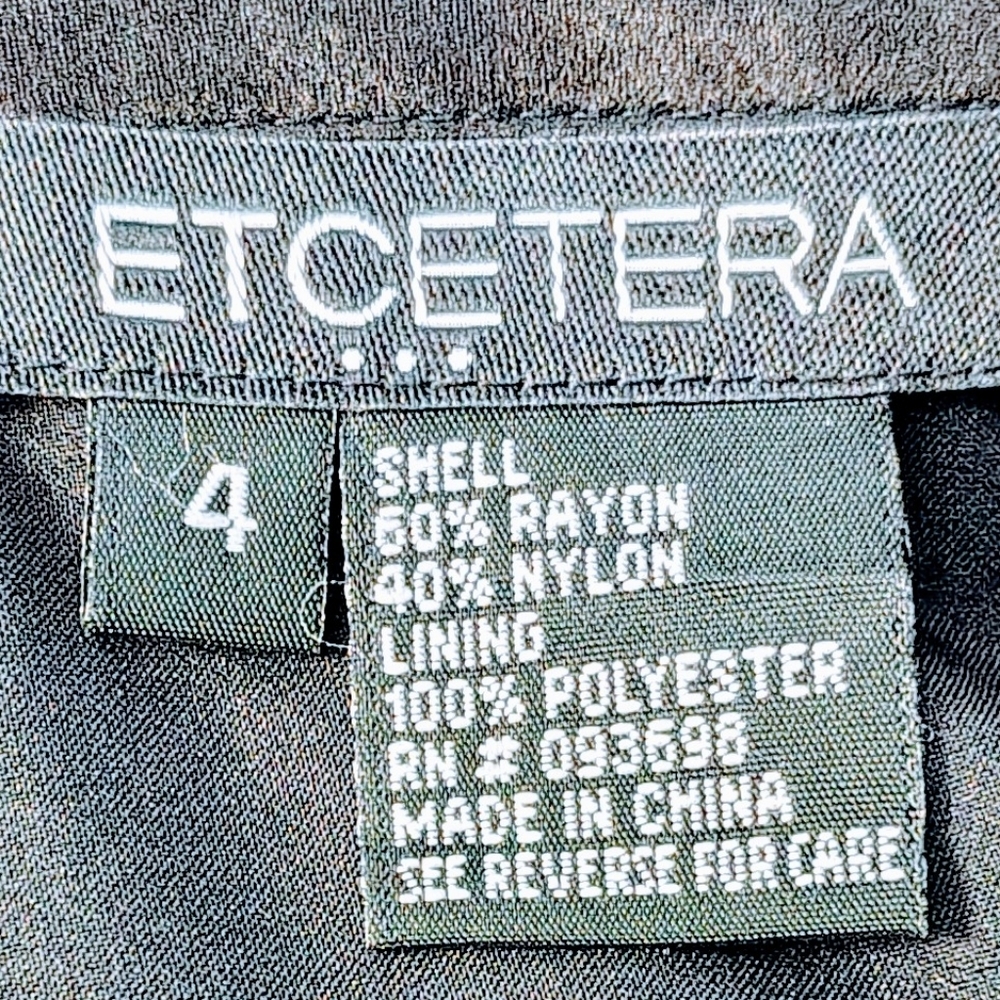 ETCETERA
...
4
SHELL
60% RAYON
40% NYLON
LINING
100% POLYESTER
RN # 093698
MADE IN CHINA
SEE REVERSE FOR CARE